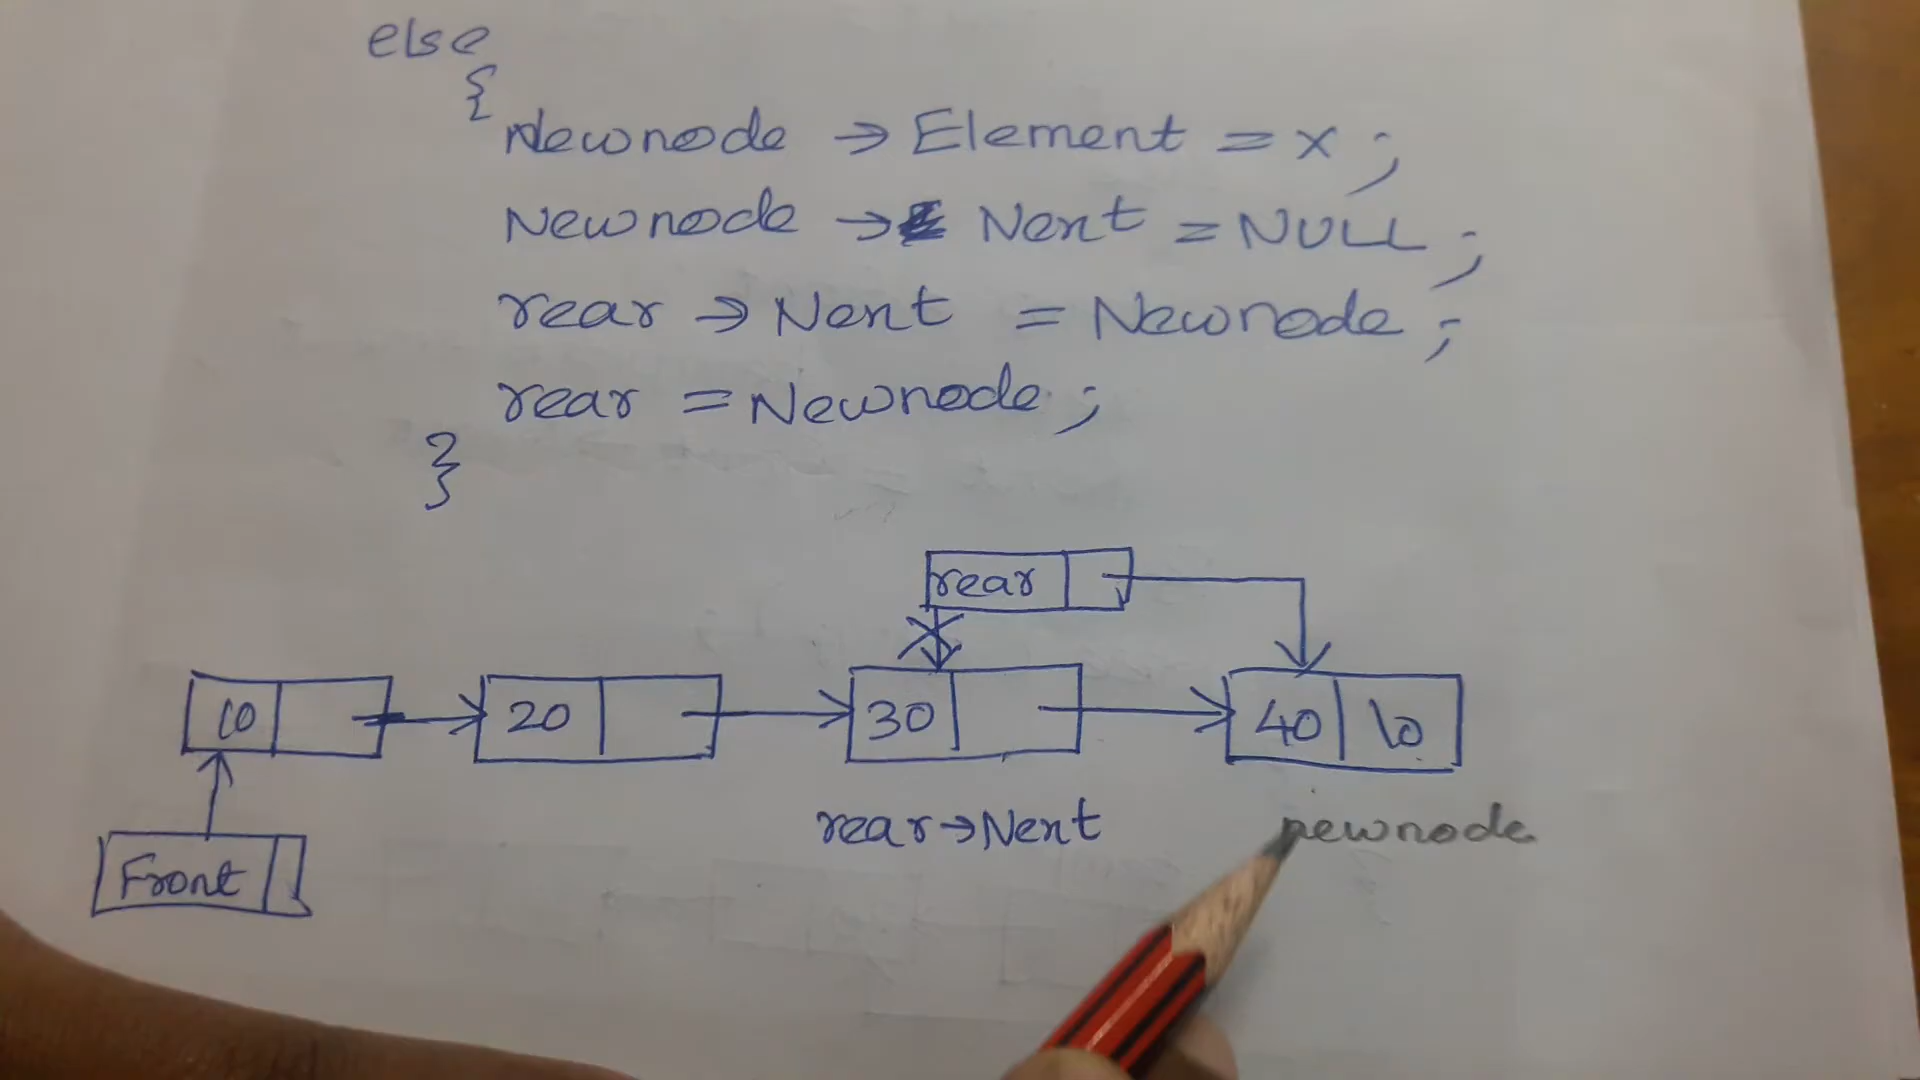 else
{
Newnode → Element = x;
Newnode → Next = NULL;
rear → Next = Newnode;
rear = Newnode;
}
rear
10 20 30 40 \0
rear→Next newnode
Front